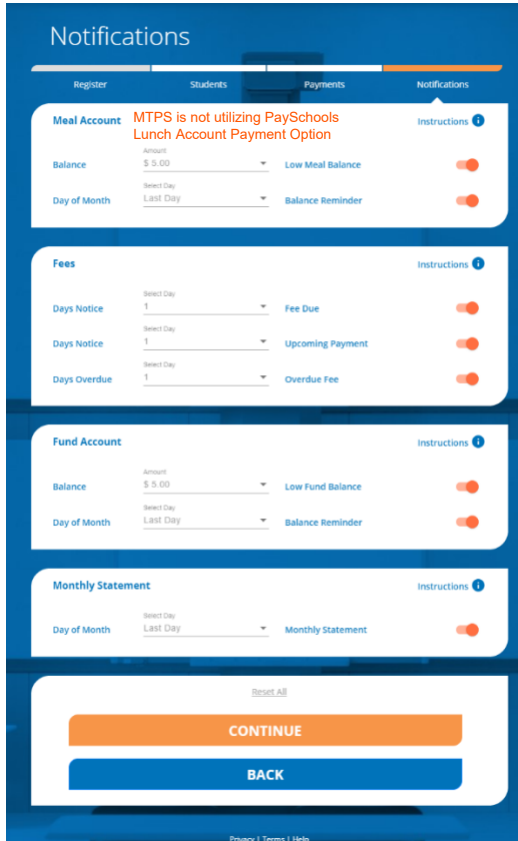 Notifications
Register Students Payments Notifications
Meal Account MTPS is not utilizing PaySchools Instructions i
Lunch Account Payment Option
Amount
Balance $ 5.00 Low Meal Balance
Select Day
Day of Month Last Day Balance Reminder
Fees Instructions i
Select Day
Days Notice 1 Fee Due
Select Day
Days Notice 1 Upcoming Payment
Select Day
Days Overdue 1 Overdue Fee
Fund Account Instructions i
Amount
Balance $ 5.00 Low Fund Balance
Select Day
Day of Month Last Day Balance Reminder
Monthly Statement Instructions i
Select Day
Day of Month Last Day Monthly Statement
Reset All
CONTINUE
BACK
Privacy | Terms | Help